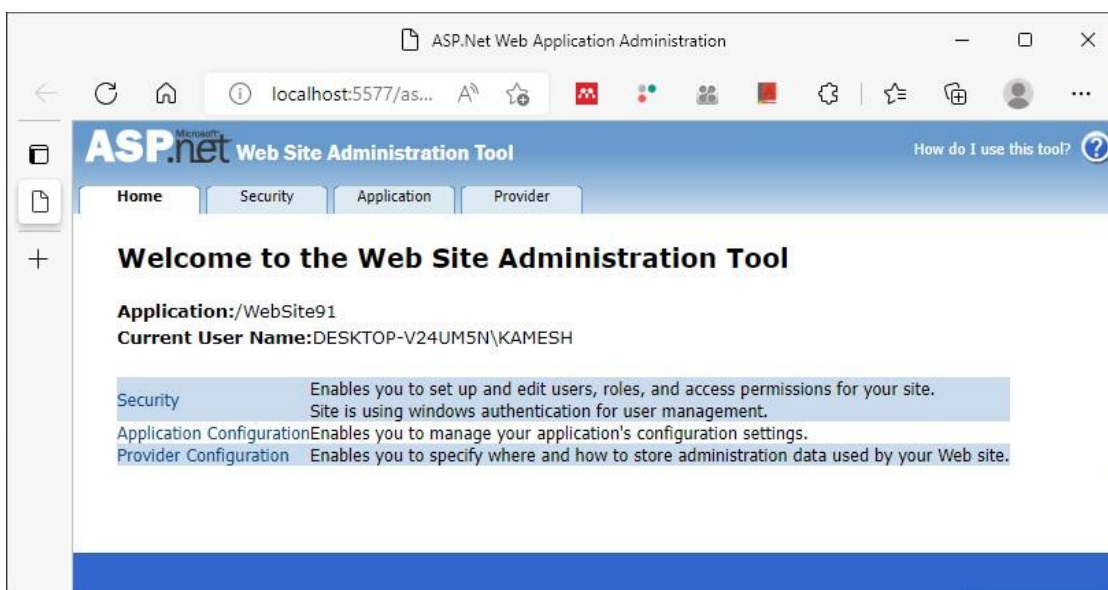 ASP.Net Web Application Administration
localhost:5577/as...
Microsoft
ASP.net Web Site Administration Tool
How do I use this tool? ?
Home Security Application Provider
Welcome to the Web Site Administration Tool
Application:/WebSite91
Current User Name:DESKTOP-V24UM5N\KAMESH
Security Enables you to set up and edit users, roles, and access permissions for your site.
Site is using windows authentication for user management.
Application Configuration Enables you to manage your application's configuration settings.
Provider Configuration Enables you to specify where and how to store administration data used by your Web site.